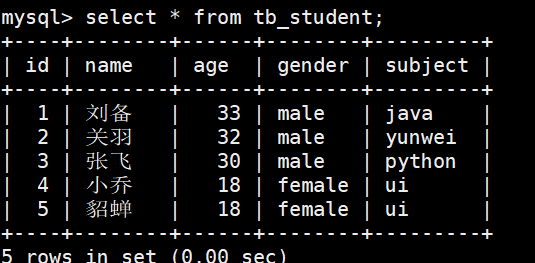 mysql> select * from tb_student;
+----+--------+------+--------+---------+
| id | name   | age  | gender | subject |
+----+--------+------+--------+---------+
|  1 | 刘备   |   33 | male   | java    |
|  2 | 关羽   |   32 | male   | yunwei  |
|  3 | 张飞   |   30 | male   | python  |
|  4 | 小乔   |   18 | female | ui      |
|  5 | 貂蝉   |   18 | female | ui      |
+----+--------+------+--------+---------+
5 rows in set (0.00 sec)